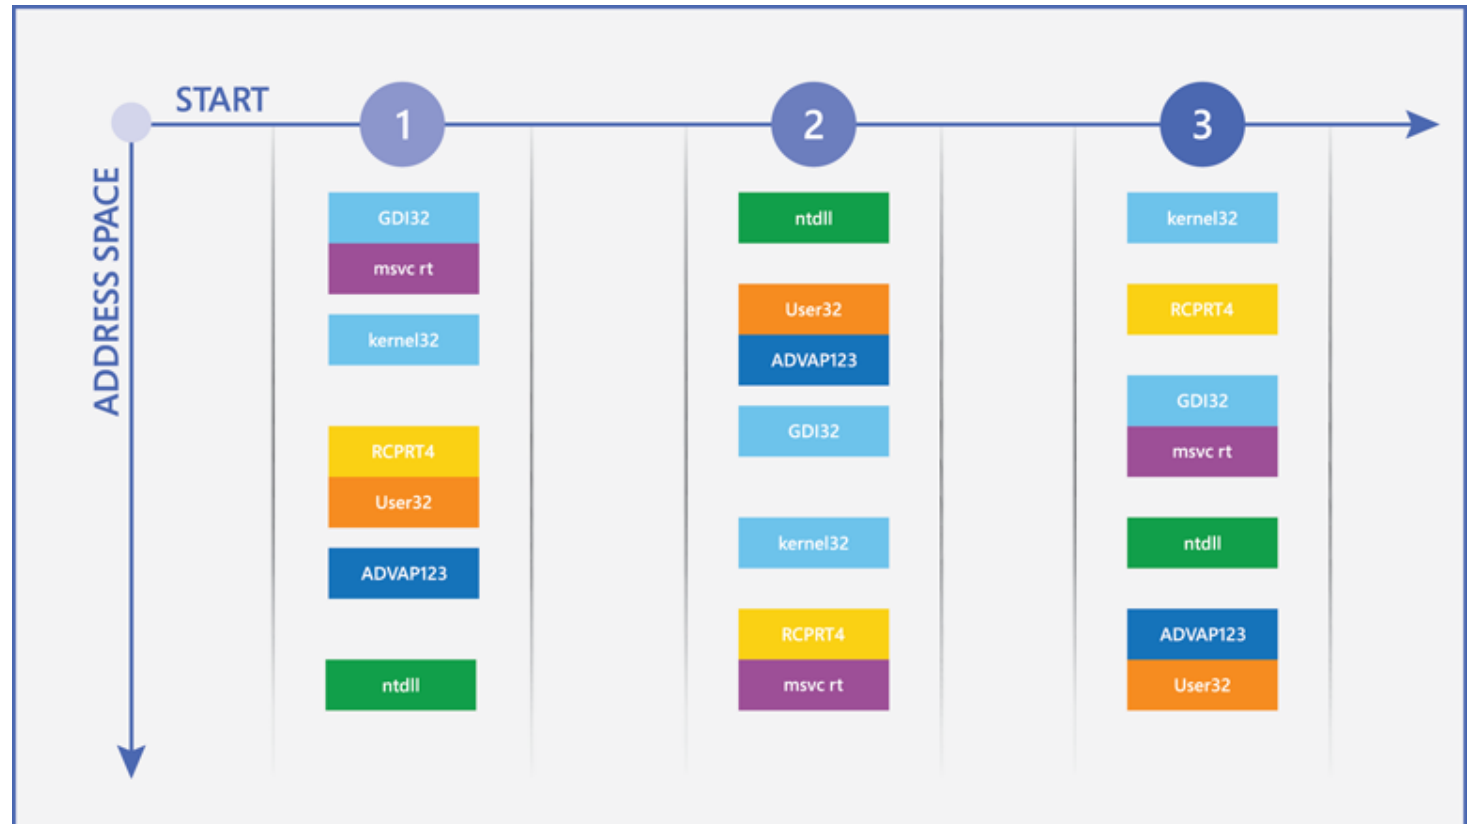 START
1
2
3
ADDRESS SPACE
GDI32
msvc rt
kernel32
RCPRT4
User32
ADVAP123
ntdll
ntdll
User32
ADVAP123
GDI32
kernel32
RCPRT4
msvc rt
kernel32
RCPRT4
GDI32
msvc rt
ntdll
ADVAP123
User32